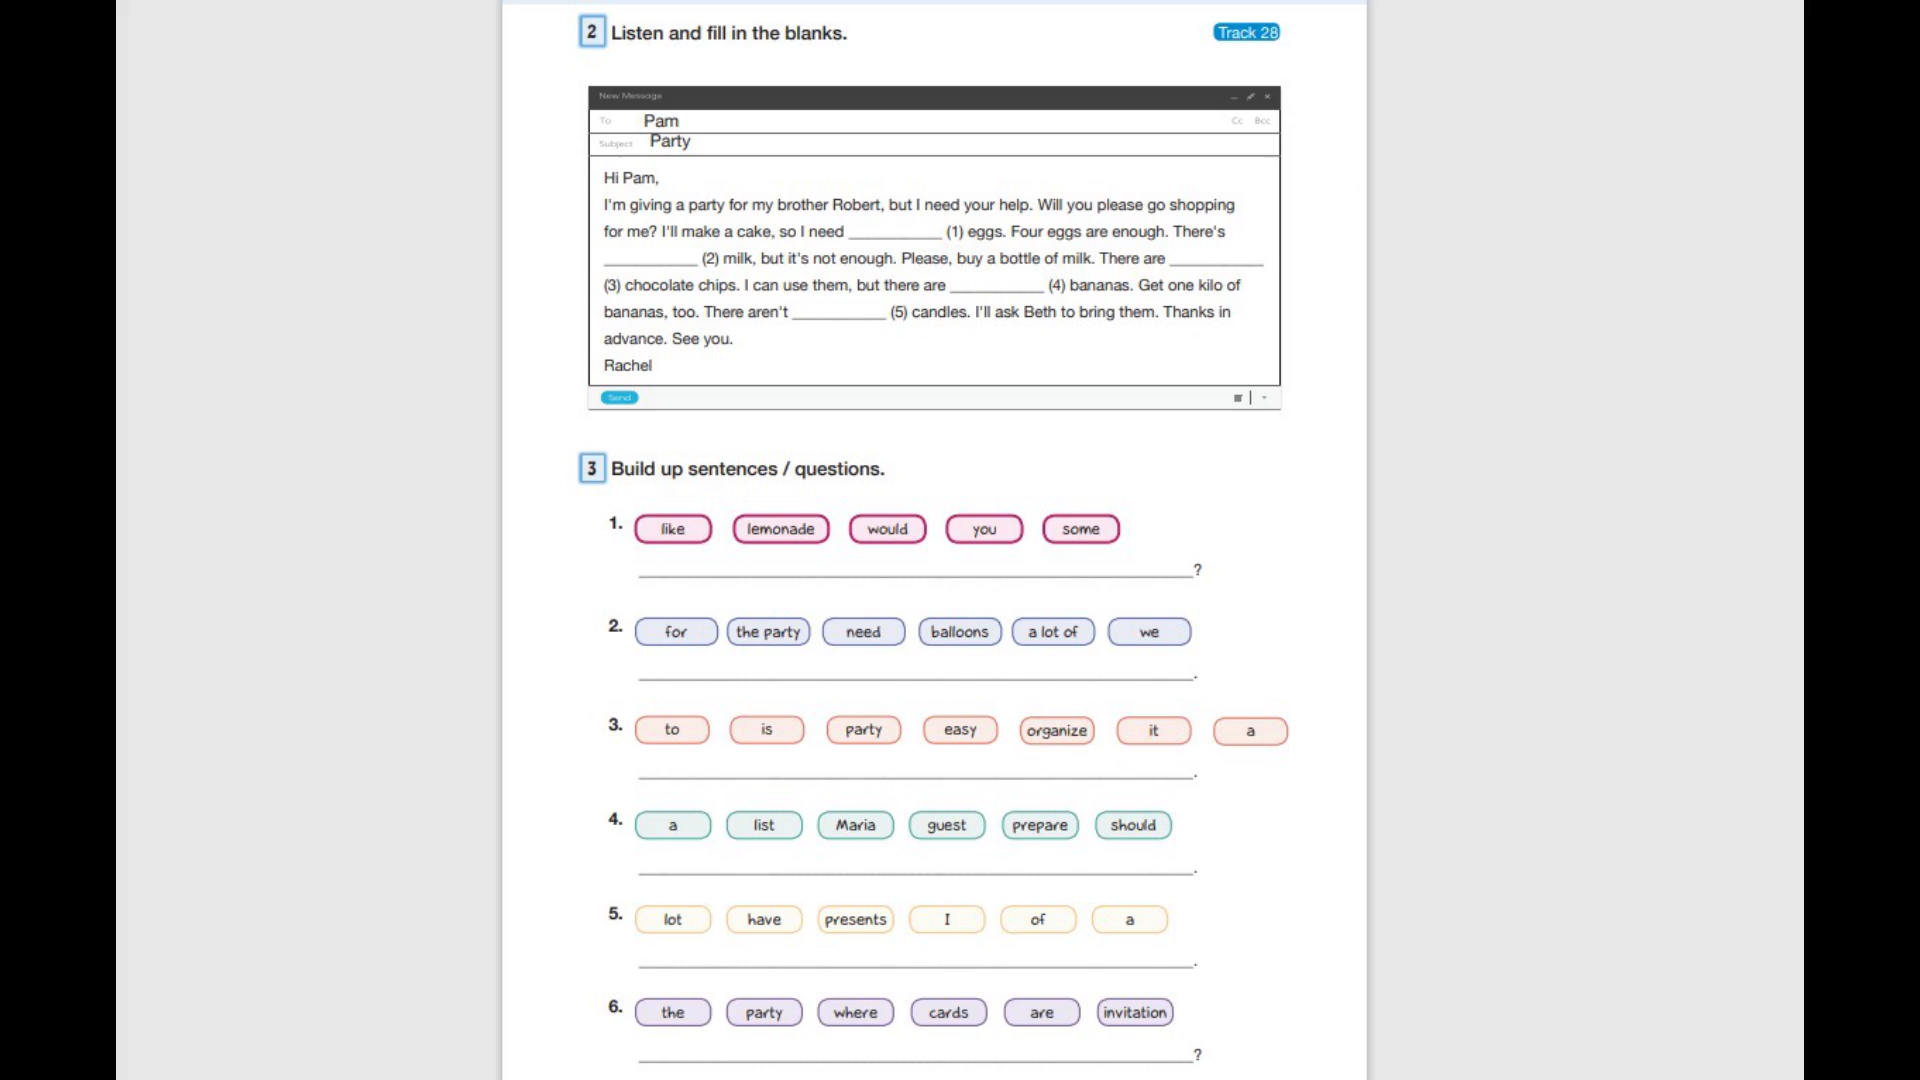 2 Listen and fill in the blanks. Track 28
New Message
To Pam Cc Bcc
Subject Party
Hi Pam,
I'm giving a party for my brother Robert, but I need your help. Will you please go shopping
for me? I'll make a cake, so I need ___________ (1) eggs. Four eggs are enough. There's
___________ (2) milk, but it's not enough. Please, buy a bottle of milk. There are ___________
(3) chocolate chips. I can use them, but there are ___________ (4) bananas. Get one kilo of
bananas, too. There aren't ___________ (5) candles. I'll ask Beth to bring them. Thanks in
advance. See you.
Rachel
Send
3 Build up sentences / questions.
1. like lemonade would you some
?
2. for the party need balloons a lot of we
.
3. to is party easy organize it a
.
4. a list Maria guest prepare should
.
5. lot have presents I of a
.
6. the party where cards are invitation
?